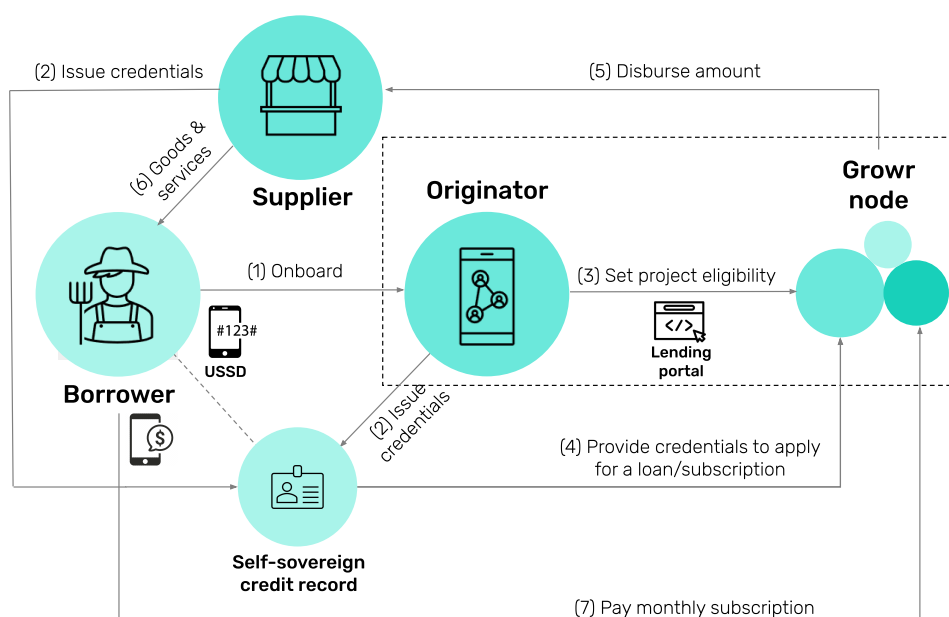 (2) Issue credentials
(5) Disburse amount
(6) Goods &
services
Supplier
Originator
Growr
node
(1) Onboard
(3) Set project eligibility
#123#
USSD
</>
Lending
portal
Borrower
$
(2) Issue
credentials
(4) Provide credentials to apply
for a loan/subscription
Self-sovereign
credit record
(7) Pay monthly subscription